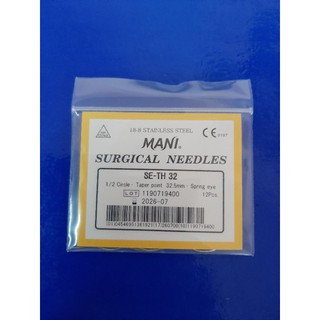 18-8 STAINLESS STEEL
MANI®
SURGICAL NEEDLES
SE-TH 32
1/2 Circle · Taper point · 32.5mm · Spring eye
LOT 1190719400 12Pcs
2026-07